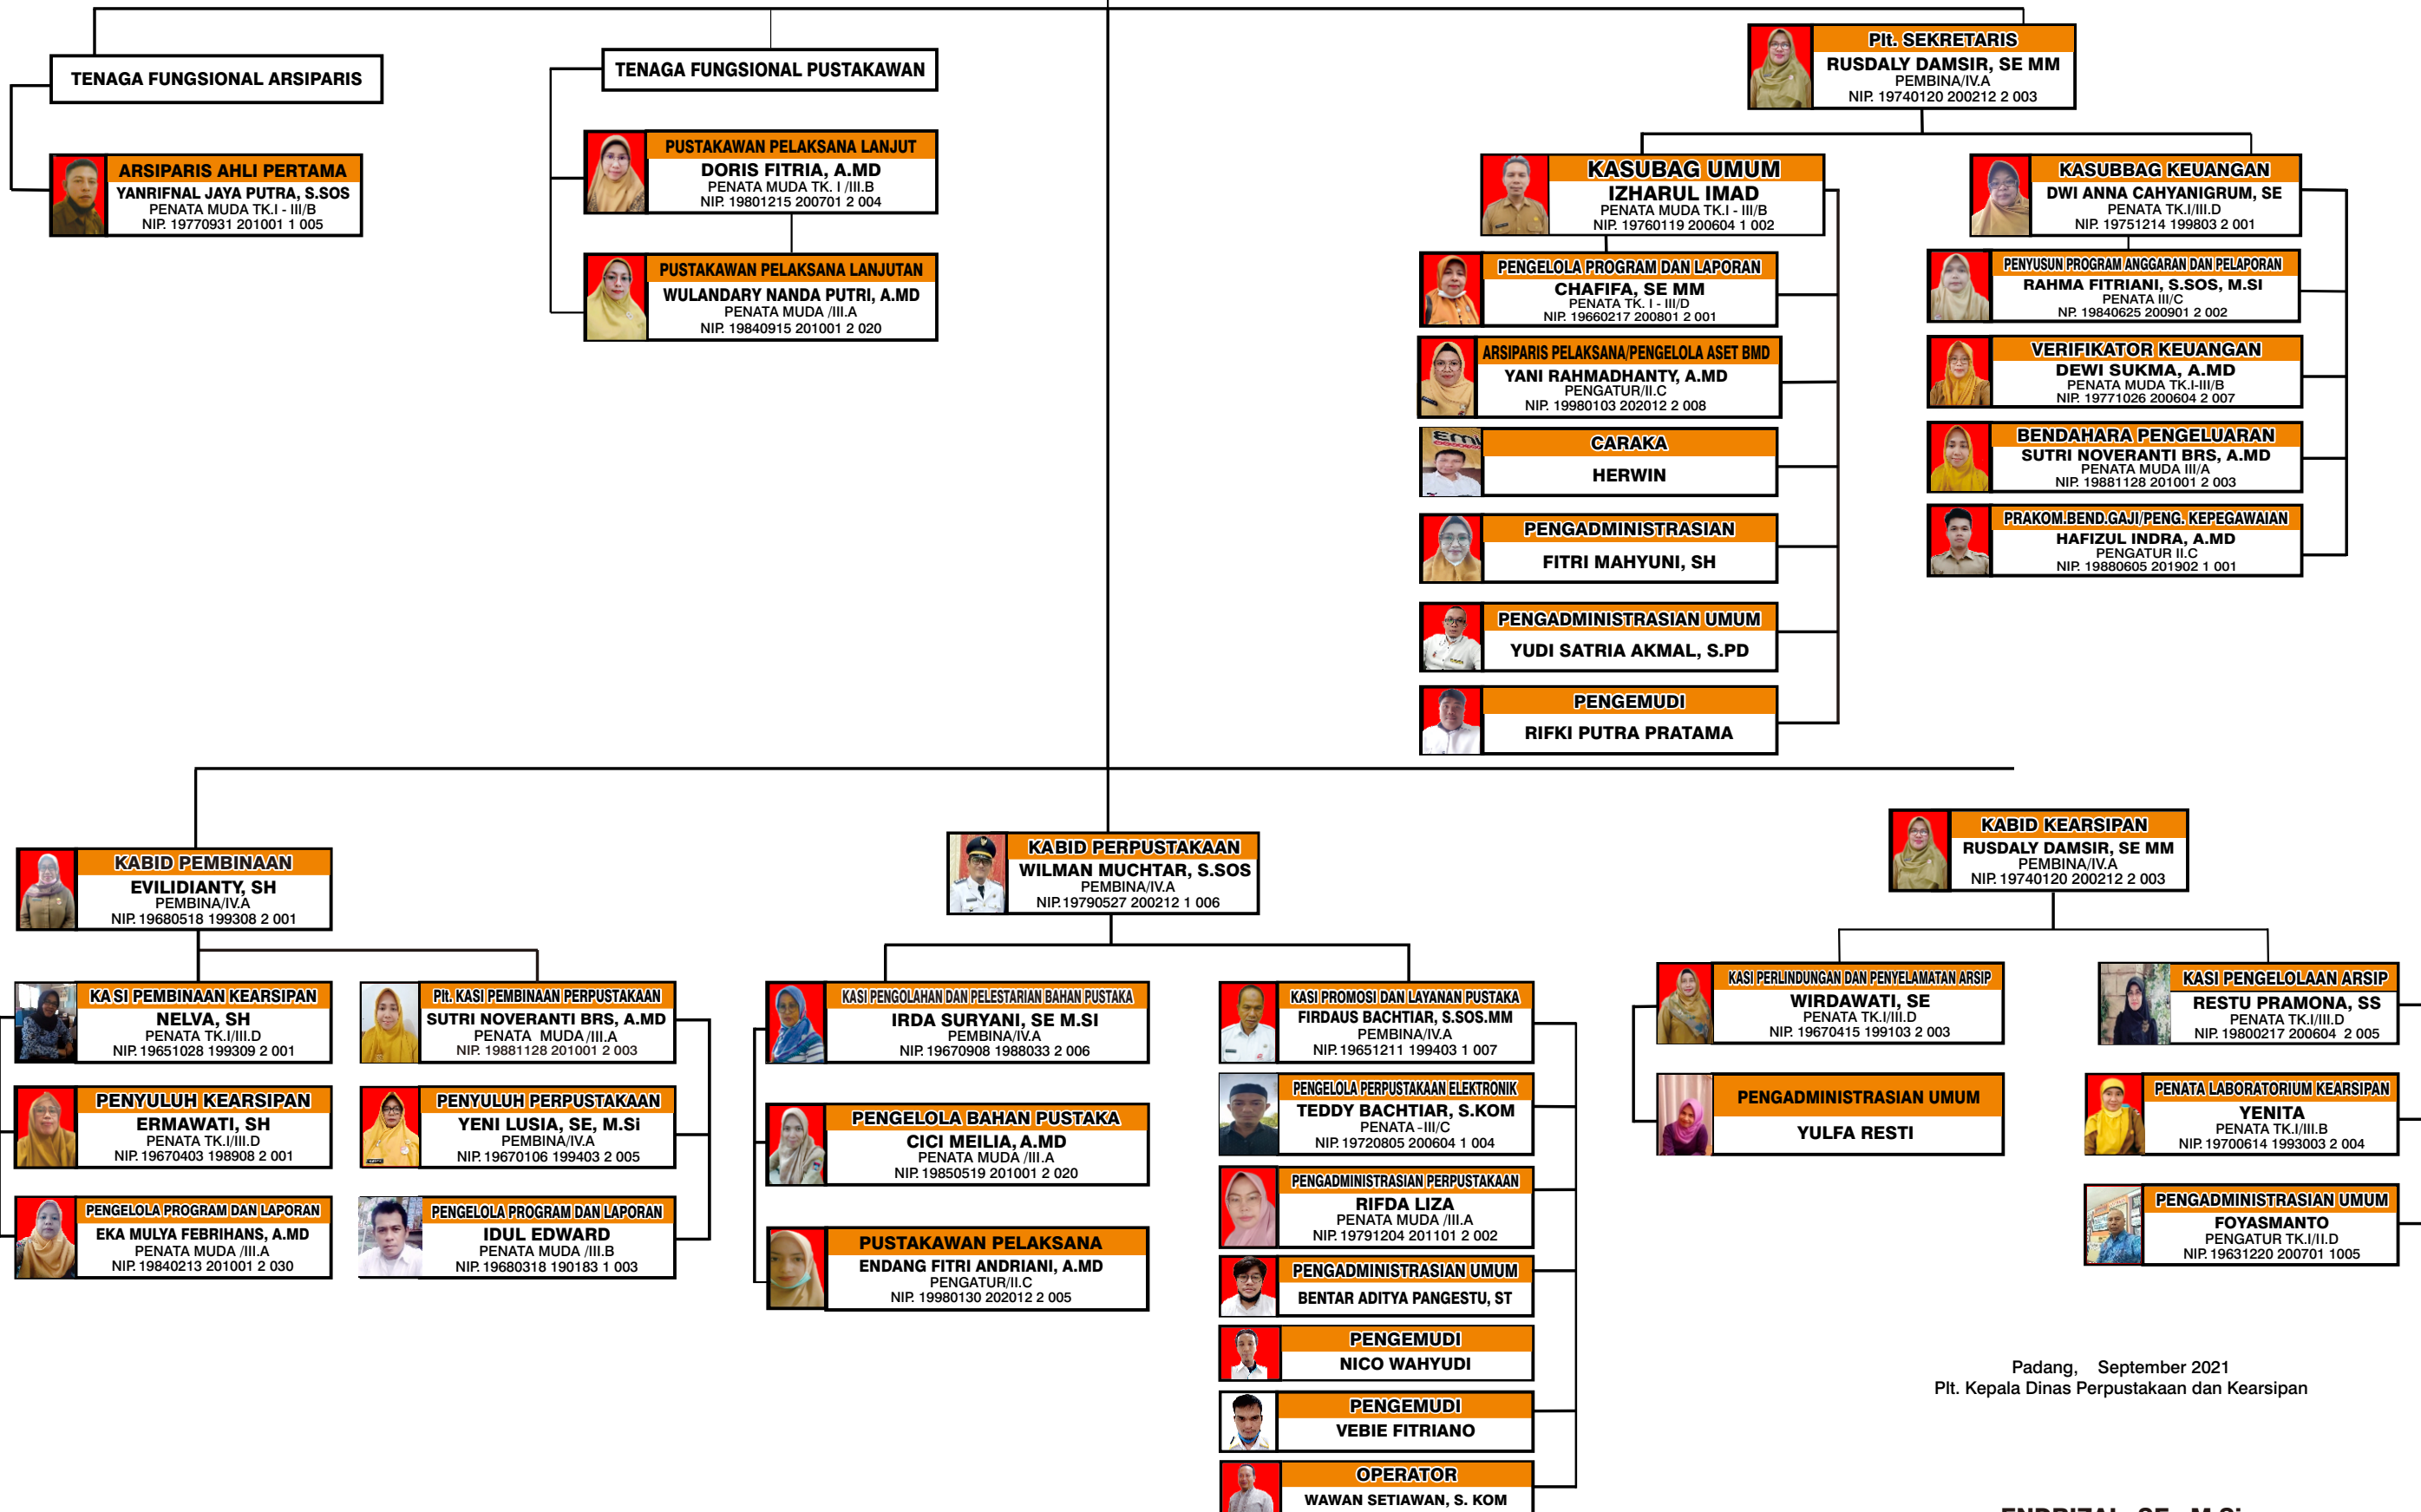 TENAGA FUNGSIONAL ARSIPARIS
ARSIPARIS AHLI PERTAMA
YANRIFNAL JAYA PUTRA, S.SOS
PENATA MUDA TK.I - III/B
NIP. 19770931 201001 1 005
TENAGA FUNGSIONAL PUSTAKAWAN
PUSTAKAWAN PELAKSANA LANJUT
DORIS FITRIA, A.MD
PENATA MUDA TK. I /III.B
NIP. 19801215 200701 2 004
PUSTAKAWAN PELAKSANA LANJUTAN
WULANDARY NANDA PUTRI, A.MD
PENATA MUDA /III.A
NIP. 19840915 201001 2 020
Plt. SEKRETARIS
RUSDALY DAMSIR, SE MM
PEMBINA/IV.A
NIP. 19740120 200212 2 003
KASUBAG UMUM
IZHARUL IMAD
PENATA MUDA TK.I - III/B
NIP. 19760119 200604 1 002
PENGELOLA PROGRAM DAN LAPORAN
CHAFIFA, SE MM
PENATA TK. I - III/D
NIP. 19660217 200801 2 001
ARSIPARIS PELAKSANA/PENGELOLA ASET BMD
YANI RAHMADHANTY, A.MD
PENGATUR/II.C
NIP. 19980103 202012 2 008
CARAKA
HERWIN
PENGADMINISTRASIAN
FITRI MAHYUNI, SH
PENGADMINISTRASIAN UMUM
YUDI SATRIA AKMAL, S.PD
PENGEMUDI
RIFKI PUTRA PRATAMA
KASUBBAG KEUANGAN
DWI ANNA CAHYANIGRUM, SE
PENATA TK.I/III.D
NIP. 19751214 199803 2 001
PENYUSUN PROGRAM ANGGARAN DAN PELAPORAN
RAHMA FITRIANI, S.SOS, M.SI
PENATA III/C
NP. 19840625 200901 2 002
VERIFIKATOR KEUANGAN
DEWI SUKMA, A.MD
PENATA MUDA TK.I-III/B
NIP. 19771026 200604 2 007
BENDAHARA PENGELUARAN
SUTRI NOVERANTI BRS, A.MD
PENATA MUDA III/A
NIP. 19881128 201001 2 003
PRAKOM.BEND.GAJI/PENG. KEPEGAWAIAN
HAFIZUL INDRA, A.MD
PENGATUR II.C
NIP. 19880605 201902 1 001
KABID PEMBINAAN
EVILIDIANTY, SH
PEMBINA/IV.A
NIP. 19680518 199308 2 001
KA SI PEMBINAAN KEARSIPAN
NELVA, SH
PENATA TK.I/III.D
NIP. 19651028 199309 2 001
PENYULUH KEARSIPAN
ERMAWATI, SH
PENATA TK.I/III.D
NIP. 19670403 198908 2 001
PENGELOLA PROGRAM DAN LAPORAN
EKA MULYA FEBRIHANS, A.MD
PENATA MUDA /III.A
NIP. 19840213 201001 2 030
Plt. KASI PEMBINAAN PERPUSTAKAAN
SUTRI NOVERANTI BRS, A.MD
PENATA MUDA /III.A
NIP. 19881128 201001 2 003
PENYULUH PERPUSTAKAAN
YENI LUSIA, SE, M.Si
PEMBINA/IV.A
NIP. 19670106 199403 2 005
PENGELOLA PROGRAM DAN LAPORAN
IDUL EDWARD
PENATA MUDA /III.B
NIP. 19680318 190183 1 003
KABID PERPUSTAKAAN
WILMAN MUCHTAR, S.SOS
PEMBINA/IV.A
NIP. 19790527 200212 1 006
KASI PENGOLAHAN DAN PELESTARIAN BAHAN PUSTAKA
IRDA SURYANI, SE M.SI
PEMBINA/IV.A
NIP. 19670908 1988033 2 006
PENGELOLA BAHAN PUSTAKA
CICI MEILIA, A.MD
PENATA MUDA /III.A
NIP. 19850519 201001 2 020
PUSTAKAWAN PELAKSANA
ENDANG FITRI ANDRIANI, A.MD
PENGATUR/II.C
NIP. 19980130 202012 2 005
KASI PROMOSI DAN LAYANAN PUSTAKA
FIRDAUS BACHTIAR, S.SOS.MM
PEMBINA/IV.A
NIP. 19651211 199403 1 007
PENGELOLA PERPUSTAKAAN ELEKTRONIK
TEDDY BACHTIAR, S.KOM
PENATA -III/C
NIP. 19720805 200604 1 004
PENGADMINISTRASIAN PERPUSTAKAAN
RIFDA LIZA
PENATA MUDA /III.A
NIP. 19791204 201101 2 002
PENGADMINISTRASIAN UMUM
BENTAR ADITYA PANGESTU, ST
PENGEMUDI
NICO WAHYUDI
PENGEMUDI
VEBIE FITRIANO
OPERATOR
WAWAN SETIAWAN, S. KOM
KABID KEARSIPAN
RUSDALY DAMSIR, SE MM
PEMBINA/IV.A
NIP. 19740120 200212 2 003
KASI PERLINDUNGAN DAN PENYELAMATAN ARSIP
WIRDAWATI, SE
PENATA TK.I/III.D
NIP. 19670415 199103 2 003
PENGADMINISTRASIAN UMUM
YULFA RESTI
KASI PENGELOLAAN ARSIP
RESTU PRAMONA, SS
PENATA TK.I/III.D
NIP. 19800217 200604 2 005
PENATA LABORATORIUM KEARSIPAN
YENITA
PENATA TK.I/III.B
NIP. 19700614 1993003 2 004
PENGADMINISTRASIAN UMUM
FOYASMANTO
PENGATUR TK.I/II.D
NIP. 19631220 200701 1005
Padang, September 2021
Plt. Kepala Dinas Perpustakaan dan Kearsipan
ENDRIZAL, SE, M.Si